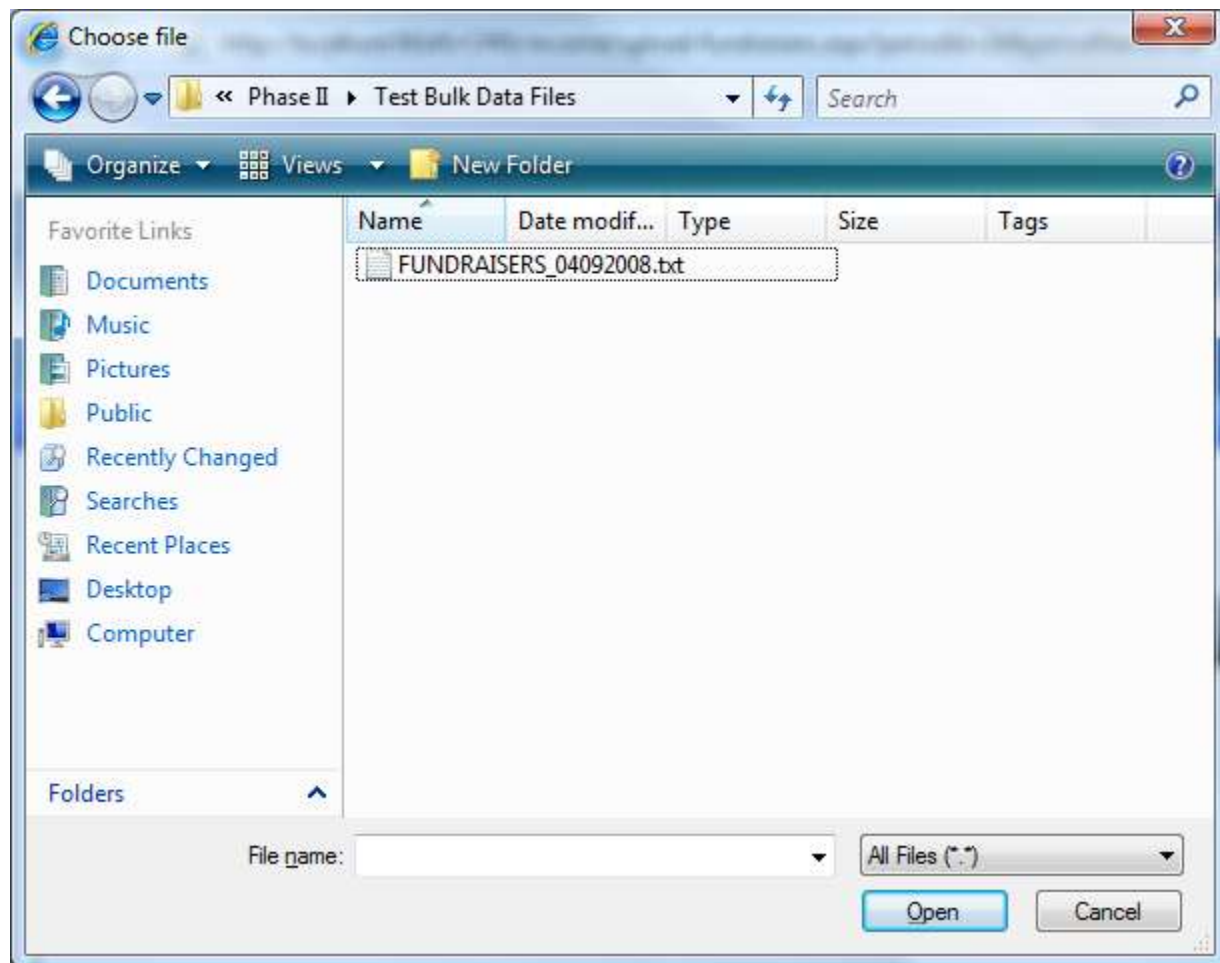 Choose file
« Phase II ▸ Test Bulk Data Files Search
Organize Views New Folder
Favorite Links
Documents
Music
Pictures
Public
Recently Changed
Searches
Recent Places
Desktop
Computer
Folders
Name Date modif... Type Size Tags
FUNDRAISERS_04092008.txt
File name: All Files (*.*)
Open Cancel